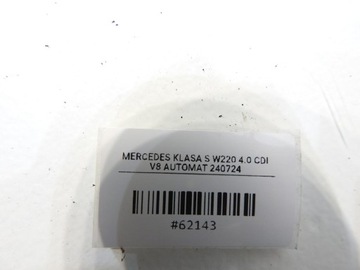 MERCEDES KLASA S W220 4.0 CDI
V8 AUTOMAT 240724
#62143